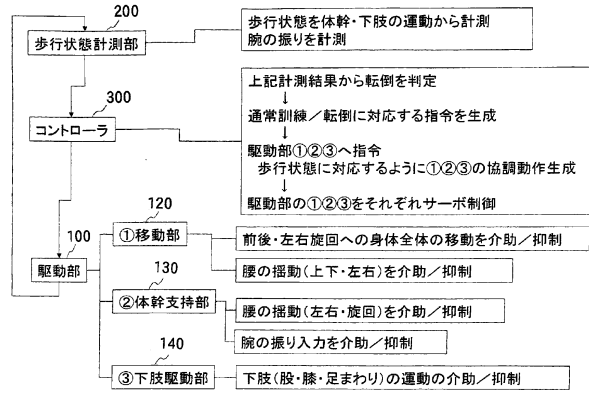 200
歩行状態計測部
歩行状態を体幹・下肢の運動から計測
腕の振りを計測
300
コントローラ
上記計測結果から転倒を判定
↓
通常訓練／転倒に対応する指令を生成
↓
駆動部①②③へ指令
歩行状態に対応するように①②③の協調動作生成
↓
駆動部の①②③をそれぞれサーボ制御
100
駆動部
120
①移動部
前後・左右旋回への身体全体の移動を介助／抑制
腰の揺動(上下・左右)を介助／抑制
130
②体幹支持部
腰の揺動(左右・旋回)を介助／抑制
腕の振り入力を介助／抑制
140
③下肢駆動部
下肢(股・膝・足まわり)の運動の介助／抑制